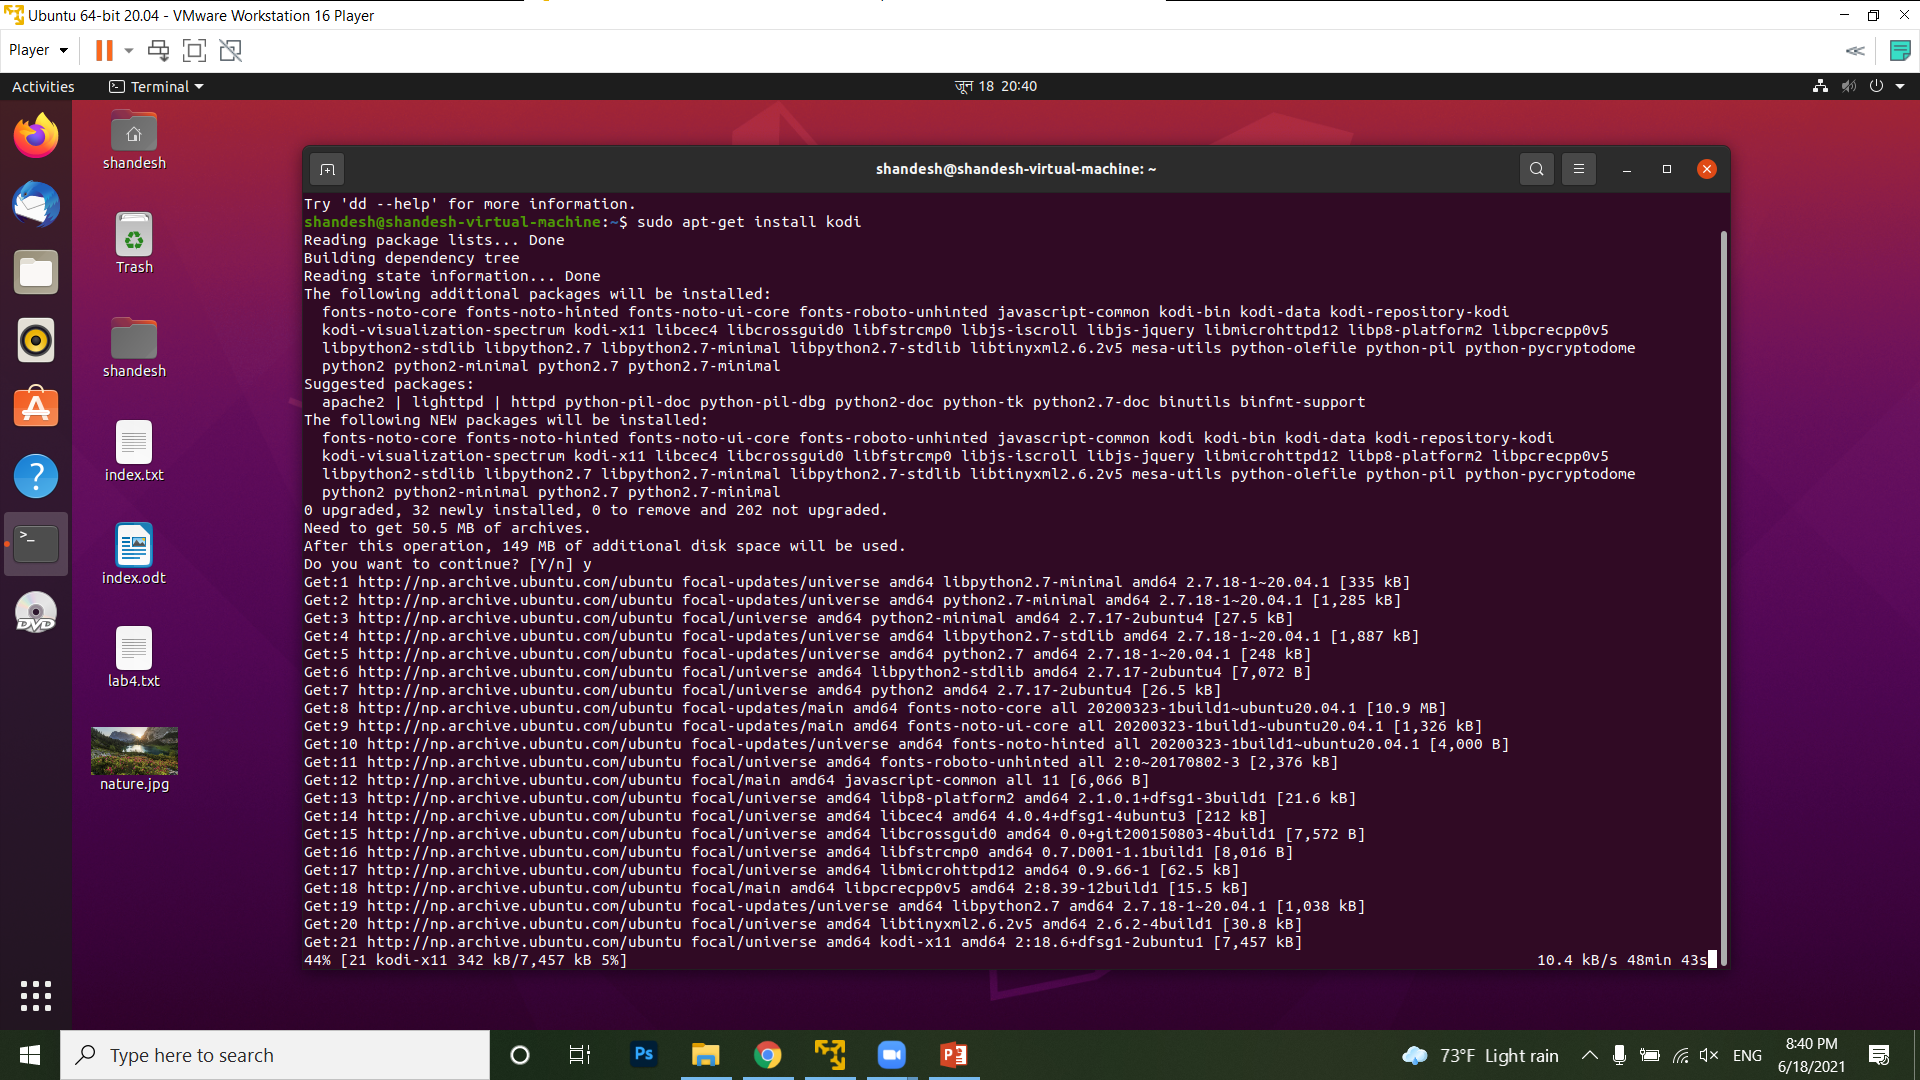 Ubuntu 64-bit 20.04 - VMware Workstation 16 Player
Player
Activities
Terminal
जून 18 20:40
shandesh
Trash
shandesh
index.txt
index.odt
lab4.txt
nature.jpg
DVD
shandesh@shandesh-virtual-machine: ~
Try 'dd --help' for more information.
shandesh@shandesh-virtual-machine:~$ sudo apt-get install kodi
Reading package lists... Done
Building dependency tree
Reading state information... Done
The following additional packages will be installed:
fonts-noto-core fonts-noto-hinted fonts-noto-ui-core fonts-roboto-unhinted javascript-common kodi-bin kodi-data kodi-repository-kodi
kodi-visualization-spectrum kodi-x11 libcec4 libcrossguid0 libfstrcmp0 libjs-iscroll libjs-jquery libmicrohttpd12 libp8-platform2 libpcrecpp0v5
libpython2-stdlib libpython2.7 libpython2.7-minimal libpython2.7-stdlib libtinyxml2.6.2v5 mesa-utils python-olefile python-pil python-pycryptodome
python2 python2-minimal python2.7 python2.7-minimal
Suggested packages:
apache2 | lighttpd | httpd python-pil-doc python-pil-dbg python2-doc python-tk python2.7-doc binutils binfmt-support
The following NEW packages will be installed:
fonts-noto-core fonts-noto-hinted fonts-noto-ui-core fonts-roboto-unhinted javascript-common kodi kodi-bin kodi-data kodi-repository-kodi
kodi-visualization-spectrum kodi-x11 libcec4 libcrossguid0 libfstrcmp0 libjs-iscroll libjs-jquery libmicrohttpd12 libp8-platform2 libpcrecpp0v5
libpython2-stdlib libpython2.7 libpython2.7-minimal libpython2.7-stdlib libtinyxml2.6.2v5 mesa-utils python-olefile python-pil python-pycryptodome
python2 python2-minimal python2.7 python2.7-minimal
0 upgraded, 32 newly installed, 0 to remove and 202 not upgraded.
Need to get 50.5 MB of archives.
After this operation, 149 MB of additional disk space will be used.
Do you want to continue? [Y/n] y
Get:1 http://np.archive.ubuntu.com/ubuntu focal-updates/universe amd64 libpython2.7-minimal amd64 2.7.18-1~20.04.1 [335 kB]
Get:2 http://np.archive.ubuntu.com/ubuntu focal-updates/universe amd64 python2.7-minimal amd64 2.7.18-1~20.04.1 [1,285 kB]
Get:3 http://np.archive.ubuntu.com/ubuntu focal/universe amd64 python2-minimal amd64 2.7.17-2ubuntu4 [27.5 kB]
Get:4 http://np.archive.ubuntu.com/ubuntu focal-updates/universe amd64 libpython2.7-stdlib amd64 2.7.18-1~20.04.1 [1,887 kB]
Get:5 http://np.archive.ubuntu.com/ubuntu focal-updates/universe amd64 python2.7 amd64 2.7.18-1~20.04.1 [248 kB]
Get:6 http://np.archive.ubuntu.com/ubuntu focal/universe amd64 libpython2-stdlib amd64 2.7.17-2ubuntu4 [7,072 B]
Get:7 http://np.archive.ubuntu.com/ubuntu focal/universe amd64 python2 amd64 2.7.17-2ubuntu4 [26.5 kB]
Get:8 http://np.archive.ubuntu.com/ubuntu focal-updates/main amd64 fonts-noto-core all 20200323-1build1~ubuntu20.04.1 [10.9 MB]
Get:9 http://np.archive.ubuntu.com/ubuntu focal-updates/main amd64 fonts-noto-ui-core all 20200323-1build1~ubuntu20.04.1 [1,326 kB]
Get:10 http://np.archive.ubuntu.com/ubuntu focal-updates/universe amd64 fonts-noto-hinted all 20200323-1build1~ubuntu20.04.1 [4,000 B]
Get:11 http://np.archive.ubuntu.com/ubuntu focal/universe amd64 fonts-roboto-unhinted all 2:0~20170802-3 [2,376 kB]
Get:12 http://np.archive.ubuntu.com/ubuntu focal/main amd64 javascript-common all 11 [6,066 B]
Get:13 http://np.archive.ubuntu.com/ubuntu focal/universe amd64 libp8-platform2 amd64 2.1.0.1+dfsg1-3build1 [21.6 kB]
Get:14 http://np.archive.ubuntu.com/ubuntu focal/universe amd64 libcec4 amd64 4.0.4+dfsg1-4ubuntu3 [212 kB]
Get:15 http://np.archive.ubuntu.com/ubuntu focal/universe amd64 libcrossguid0 amd64 0.0+git200150803-4build1 [7,572 B]
Get:16 http://np.archive.ubuntu.com/ubuntu focal/universe amd64 libfstrcmp0 amd64 0.7.D001-1.1build1 [8,016 B]
Get:17 http://np.archive.ubuntu.com/ubuntu focal/universe amd64 libmicrohttpd12 amd64 0.9.66-1 [62.5 kB]
Get:18 http://np.archive.ubuntu.com/ubuntu focal/main amd64 libpcrecpp0v5 amd64 2:8.39-12build1 [15.5 kB]
Get:19 http://np.archive.ubuntu.com/ubuntu focal-updates/universe amd64 libpython2.7 amd64 2.7.18-1~20.04.1 [1,038 kB]
Get:20 http://np.archive.ubuntu.com/ubuntu focal/universe amd64 libtinyxml2.6.2v5 amd64 2.6.2-4build1 [30.8 kB]
Get:21 http://np.archive.ubuntu.com/ubuntu focal/universe amd64 kodi-x11 amd64 2:18.6+dfsg1-2ubuntu1 [7,457 kB]
44% [21 kodi-x11 342 kB/7,457 kB 5%] 10.4 kB/s 48min 43s
Type here to search
Ps
73°F Light rain
ENG
8:40 PM
6/18/2021